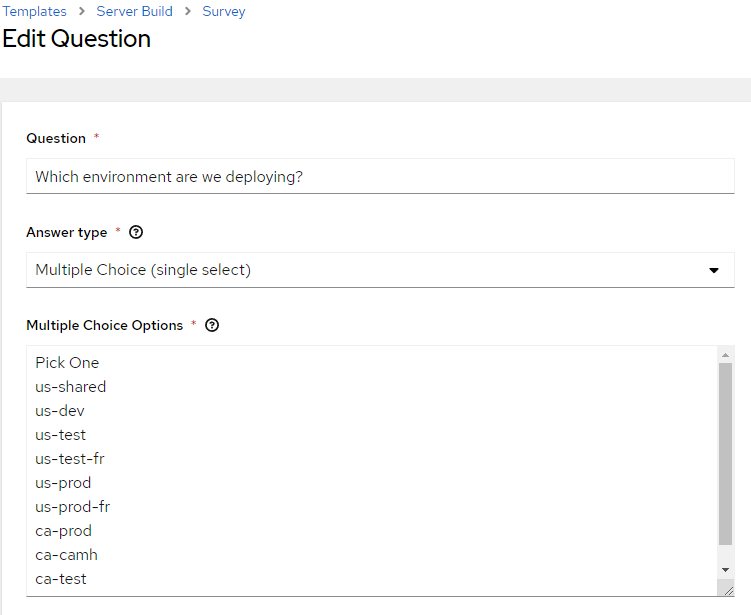 Templates > Server Build > Survey
Edit Question
Question *
Which environment are we deploying?
Answer type *
Multiple Choice (single select)
Multiple Choice Options *
Pick One
us-shared
us-dev
us-test
us-test-fr
us-prod
us-prod-fr
ca-prod
ca-camh
ca-test